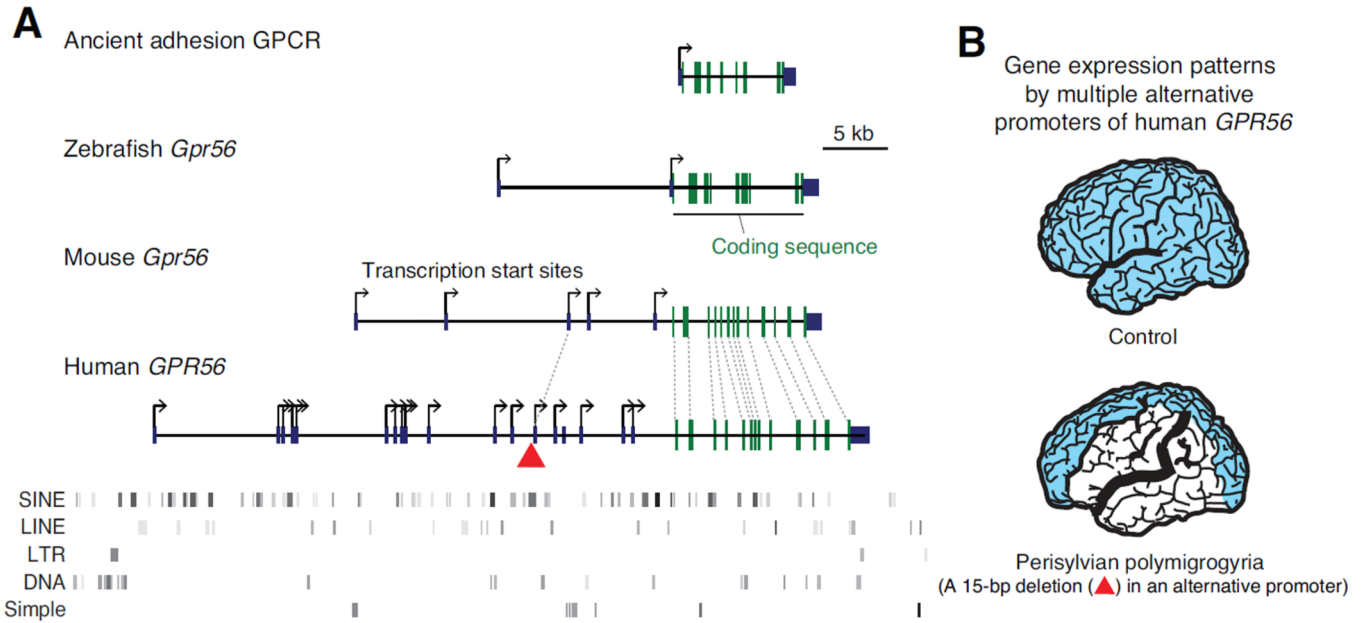 A
Ancient adhesion GPCR
Zebrafish Gpr56
5 kb
Coding sequence
Mouse Gpr56
Transcription start sites
Human GPR56
SINE
LINE
LTR
DNA
Simple
B
Gene expression patterns
by multiple alternative
promoters of human GPR56
Control
Perisylvian polymigrogyria
(A 15-bp deletion (▲) in an alternative promoter)